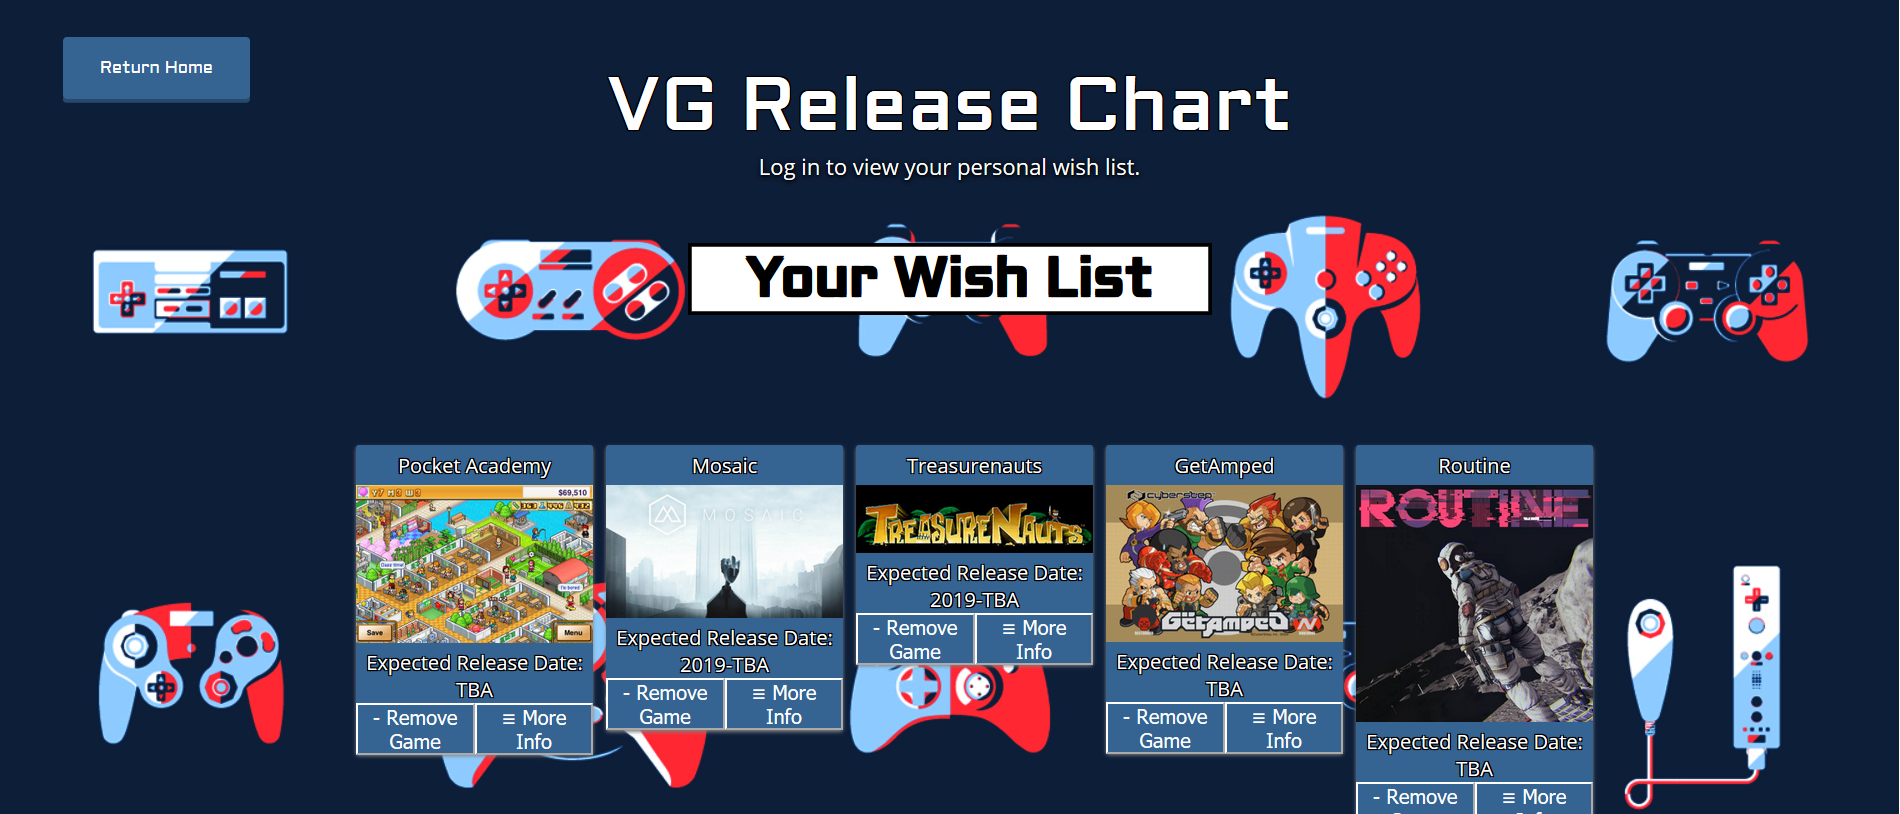 Return Home
VG Release Chart
Log in to view your personal wish list.
Your Wish List
Pocket Academy
$69,510
Save
Menu
Expected Release Date:
TBA
- Remove
Game
≡ More
Info
Mosaic
MOSAIC
Expected Release Date:
2019-TBA
- Remove
Game
≡ More
Info
Treasurenauts
TREASURENAUTS
Expected Release Date:
2019-TBA
- Remove
Game
≡ More
Info
GetAmped
cyberstep
GETAMPED
Expected Release Date:
TBA
- Remove
Game
≡ More
Info
Routine
ROUTINE
Expected Release Date:
TBA
- Remove
≡ More